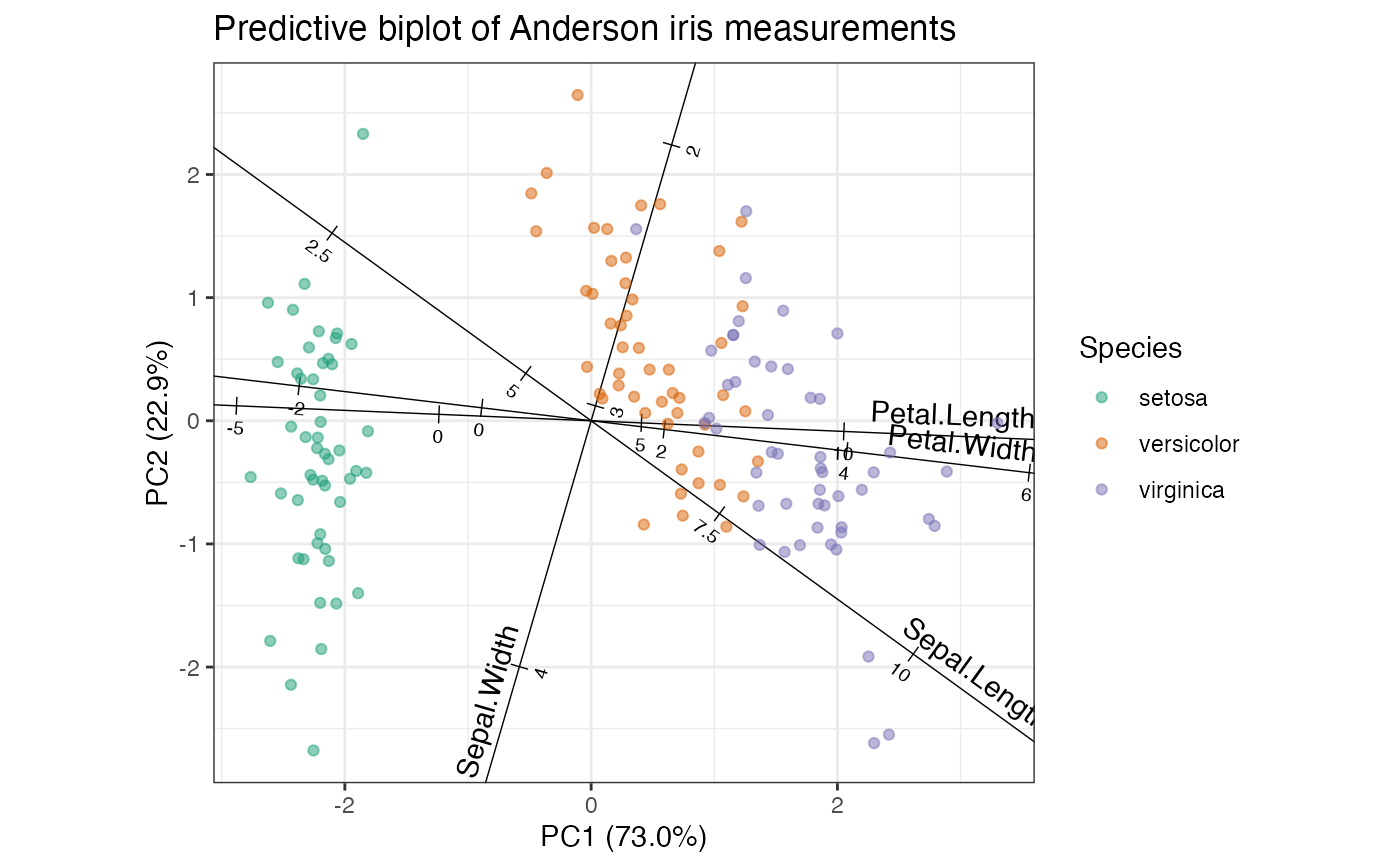 Predictive biplot of Anderson iris measurements
2
2
2.5
1
5
-2
3
-5
0
0
5
2
10
4
6
Petal.Length
Petal.Width
0
7.5
-1
Sepal.Length
10
-2
Sepal.Width
4
-2
0
2
PC1 (73.0%)
PC2 (22.9%)
Species
setosa
versicolor
virginica